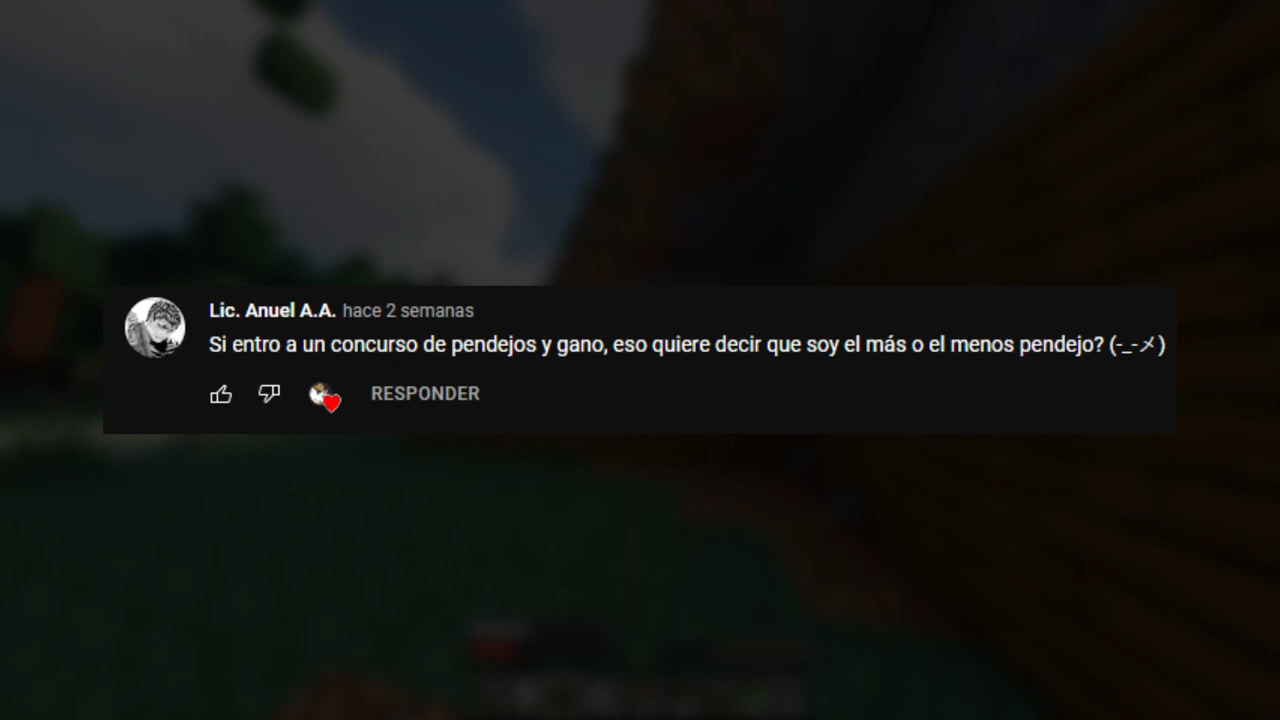 Lic. Anuel A.A. hace 2 semanas
Si entro a un concurso de pendejos y gano, eso quiere decir que soy el más o el menos pendejo? (-_-メ)
RESPONDER